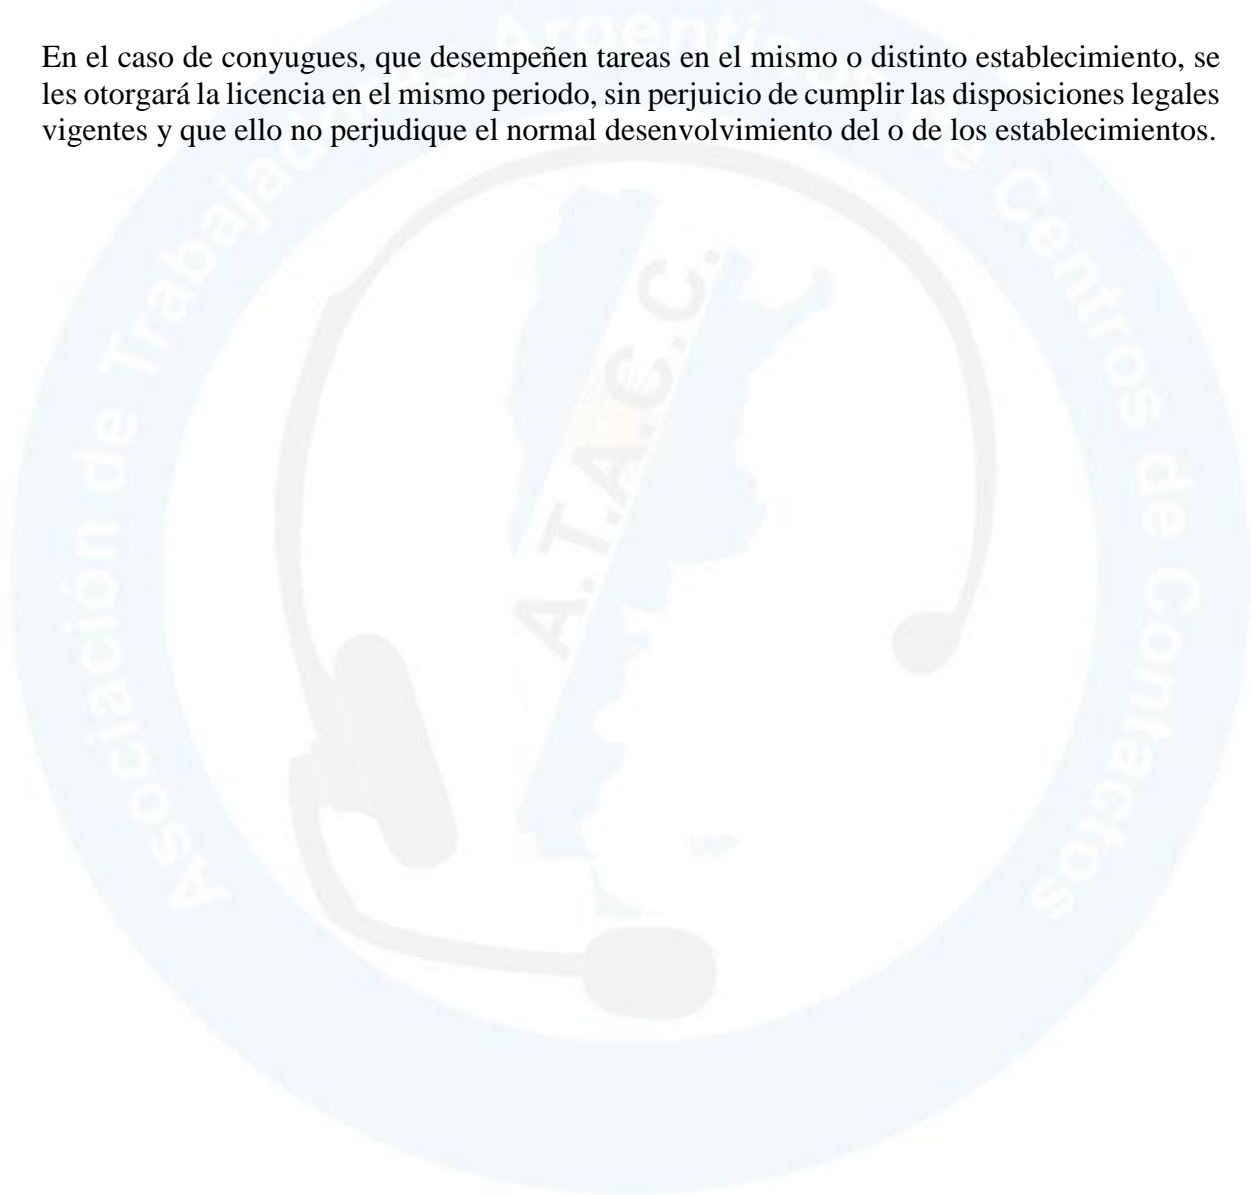 En el caso de conyugues, que desempeñen tareas en el mismo o distinto establecimiento, se
les otorgará la licencia en el mismo periodo, sin perjuicio de cumplir las disposiciones legales
vigentes y que ello no perjudique el normal desenvolvimiento del o de los establecimientos.
Asociación de Trabajadores Argentinos de Centros de Contactos
A.T.A.C.C.